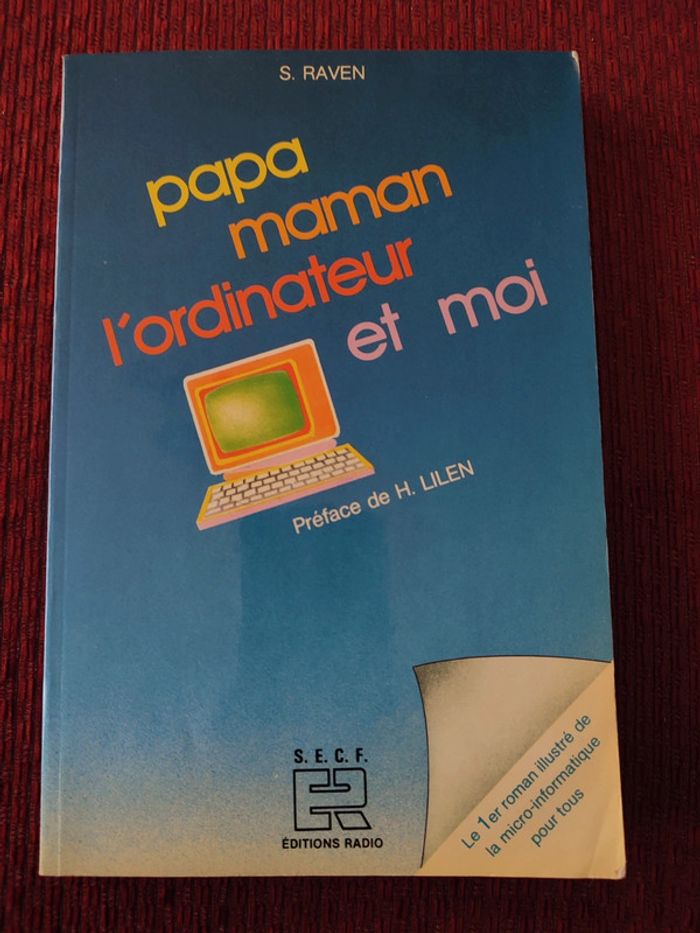 S. RAVEN
papa
maman
l'ordinateur
et moi
Préface de H. LILEN
Le 1er roman illustré de
la micro-informatique
pour tous
S. E. C. F.
ER
ÉDITIONS RADIO